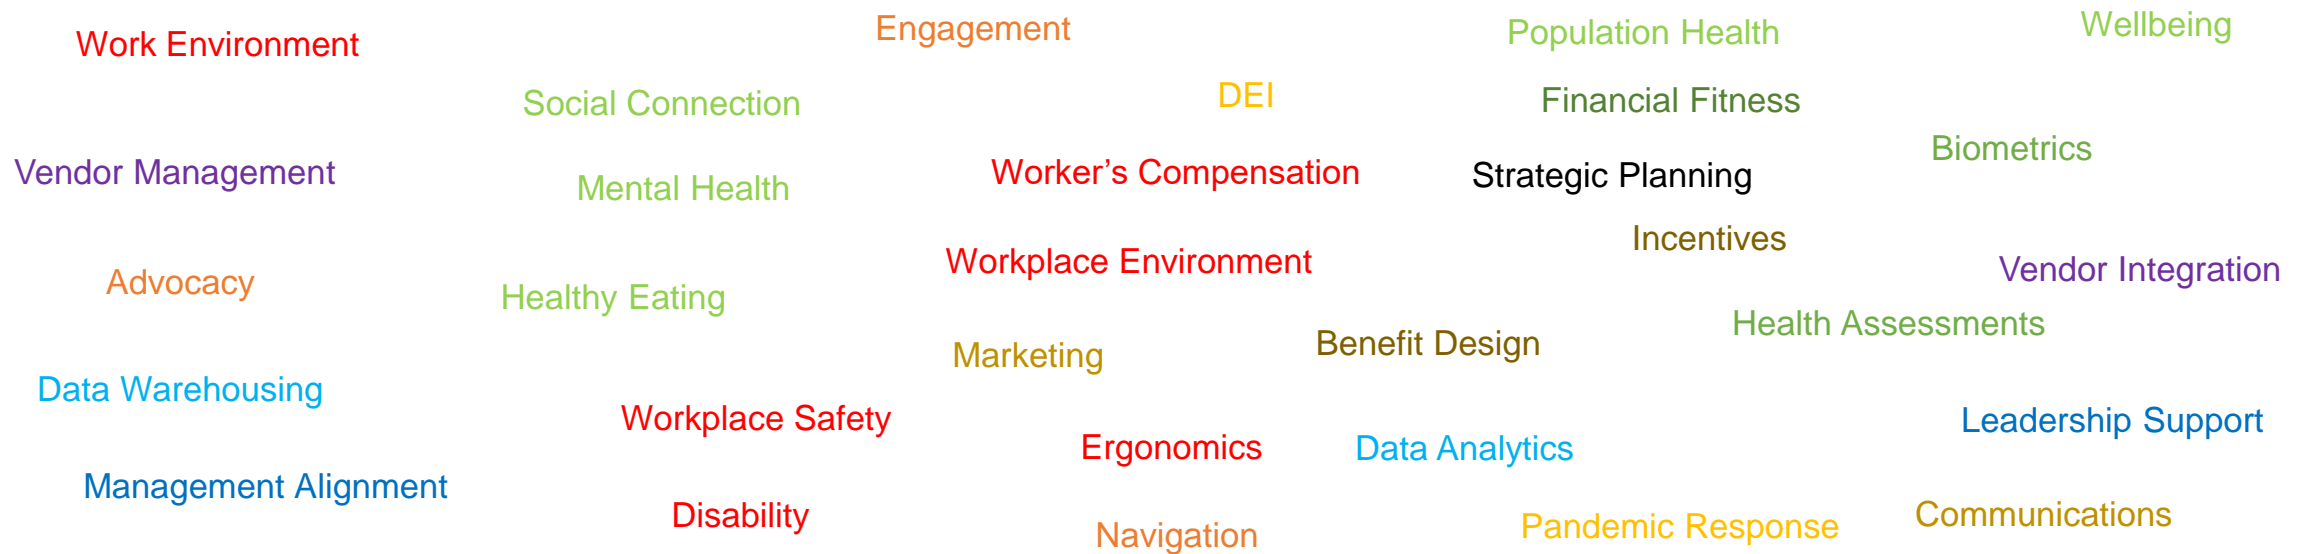 Work Environment
Engagement
Population Health
Wellbeing
Social Connection
DEI
Financial Fitness
Vendor Management
Mental Health
Worker’s Compensation
Strategic Planning
Biometrics
Advocacy
Healthy Eating
Workplace Environment
Incentives
Vendor Integration
Marketing
Benefit Design
Health Assessments
Data Warehousing
Workplace Safety
Ergonomics
Data Analytics
Leadership Support
Management Alignment
Disability
Navigation
Pandemic Response
Communications